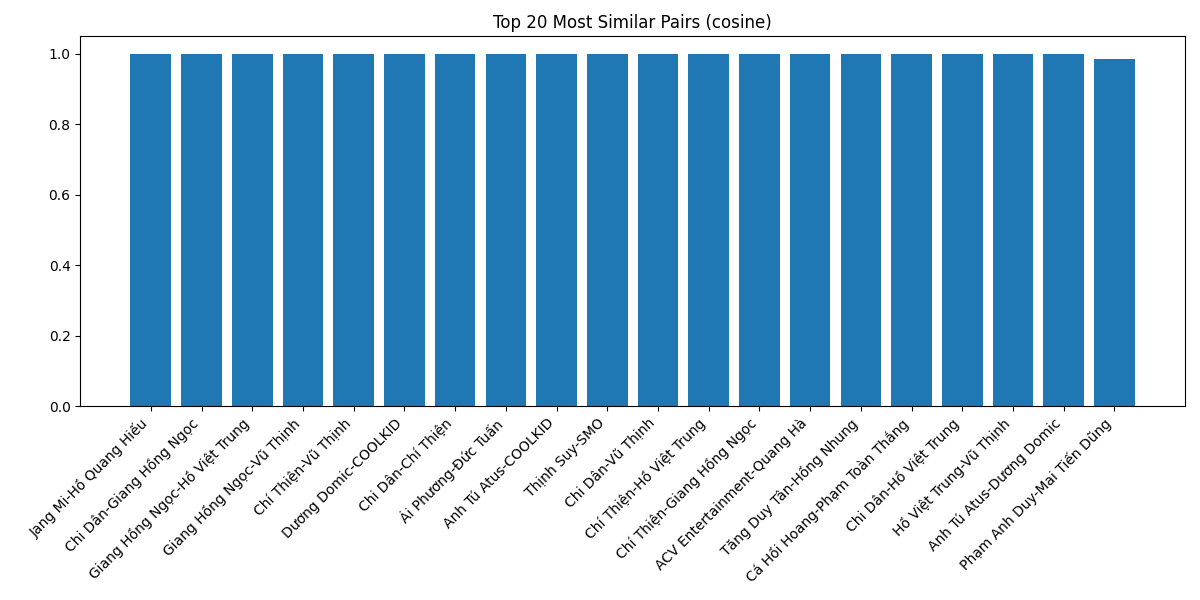 Top 20 Most Similar Pairs (cosine)
1.0
0.8
0.6
0.4
0.2
0.0
Jang Mi-Hồ Quang Hiếu
Chi Dân-Giang Hồng Ngọc
Giang Hồng Ngọc-Hồ Việt Trung
Giang Hồng Ngọc-Vũ Thịnh
Chí Thiện-Vũ Thịnh
Dương Domic-COOLKID
Chi Dân-Chí Thiện
Ái Phương-Đức Tuấn
Anh Tú Atus-COOLKID
Thịnh Suy-SMO
Chi Dân-Vũ Thịnh
Chí Thiện-Hồ Việt Trung
Chí Thiện-Giang Hồng Ngọc
ACV Entertainment-Quang Hà
Tăng Duy Tân-Hồng Nhung
Cá Hồi Hoang-Phạm Toàn Thắng
Chi Dân-Hồ Việt Trung
Hồ Việt Trung-Vũ Thịnh
Anh Tú Atus-Dương Domic
Phạm Anh Duy-Mai Tiến Dũng